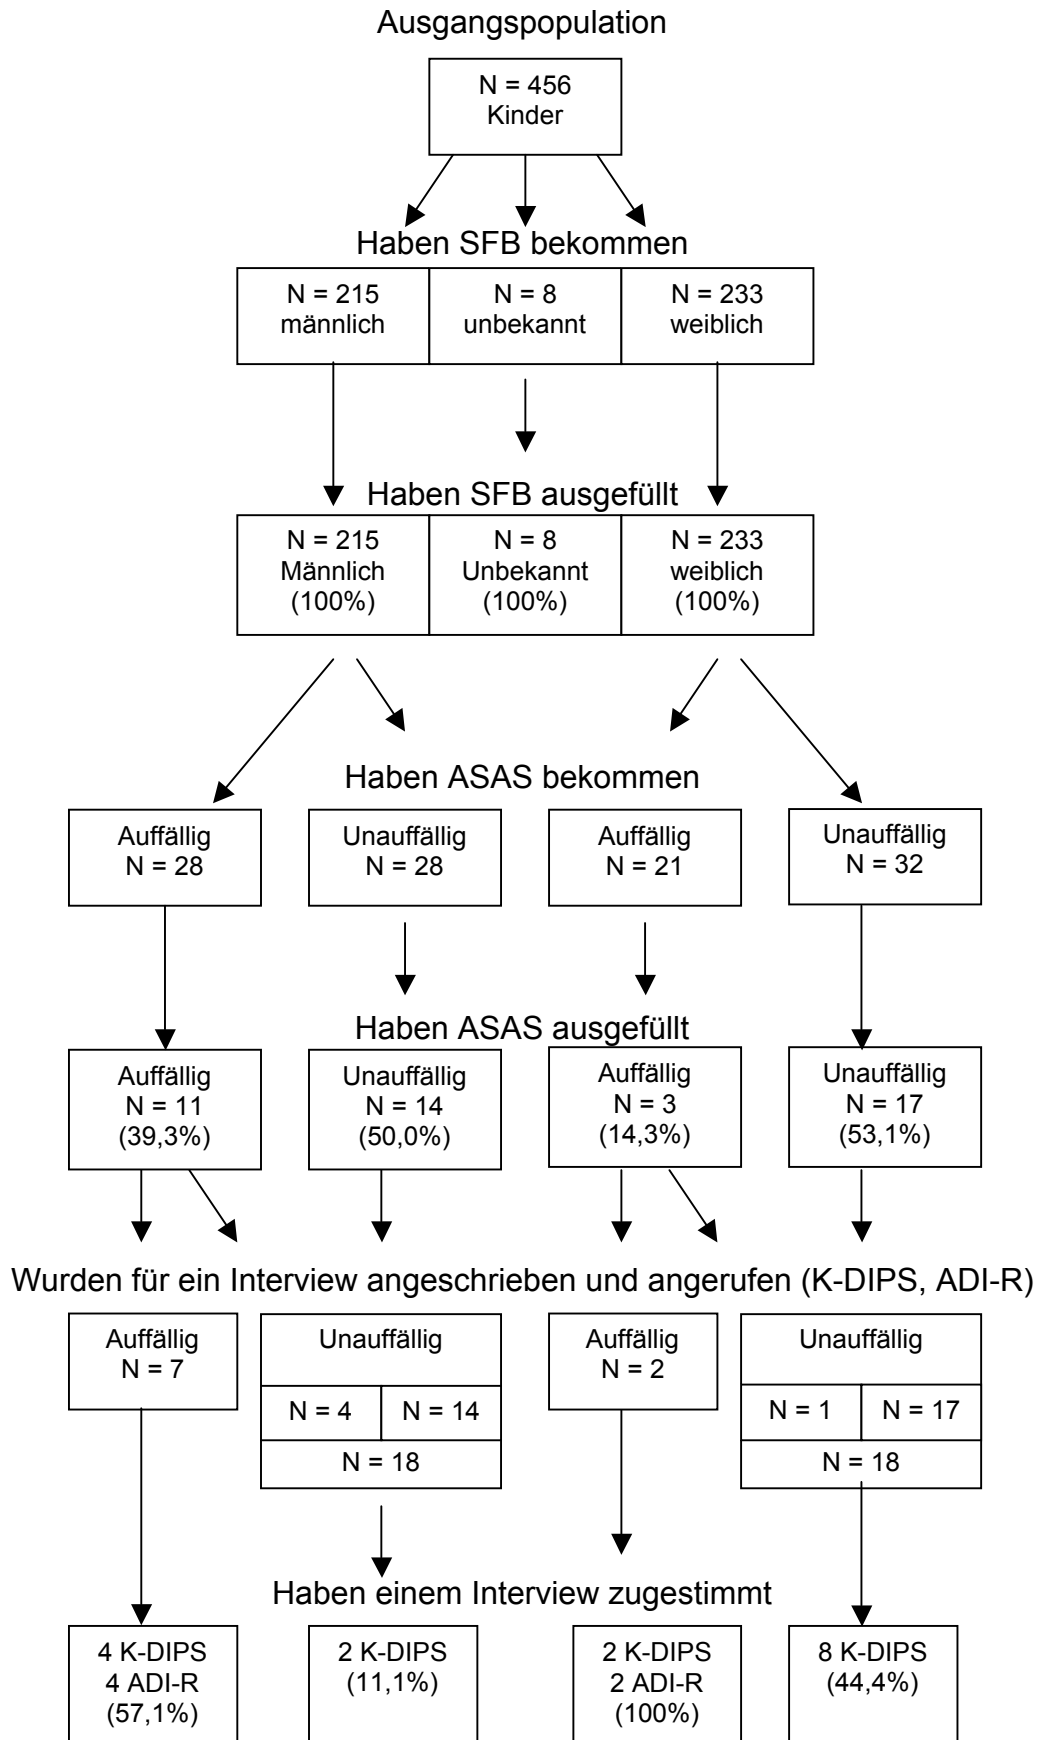 Ausgangspopulation
N = 456
Kinder
Haben SFB bekommen
N = 215
männlich
N = 8
unbekannt
N = 233
weiblich
Haben SFB ausgefüllt
N = 215
Männlich
(100%)
N = 8
Unbekannt
(100%)
N = 233
weiblich
(100%)
Haben ASAS bekommen
Auffällig
N = 28
Unauffällig
N = 28
Auffällig
N = 21
Unauffällig
N = 32
Haben ASAS ausgefüllt
Auffällig
N = 11
(39,3%)
Unauffällig
N = 14
(50,0%)
Auffällig
N = 3
(14,3%)
Unauffällig
N = 17
(53,1%)
Wurden für ein Interview angeschrieben und angerufen (K-DIPS, ADI-R)
Auffällig
N = 7
Unauffällig
N = 4
N = 14
N = 18
Auffällig
N = 2
Unauffällig
N = 1
N = 17
N = 18
Haben einem Interview zugestimmt
4 K-DIPS
4 ADI-R
(57,1%)
2 K-DIPS
(11,1%)
2 K-DIPS
2 ADI-R
(100%)
8 K-DIPS
(44,4%)